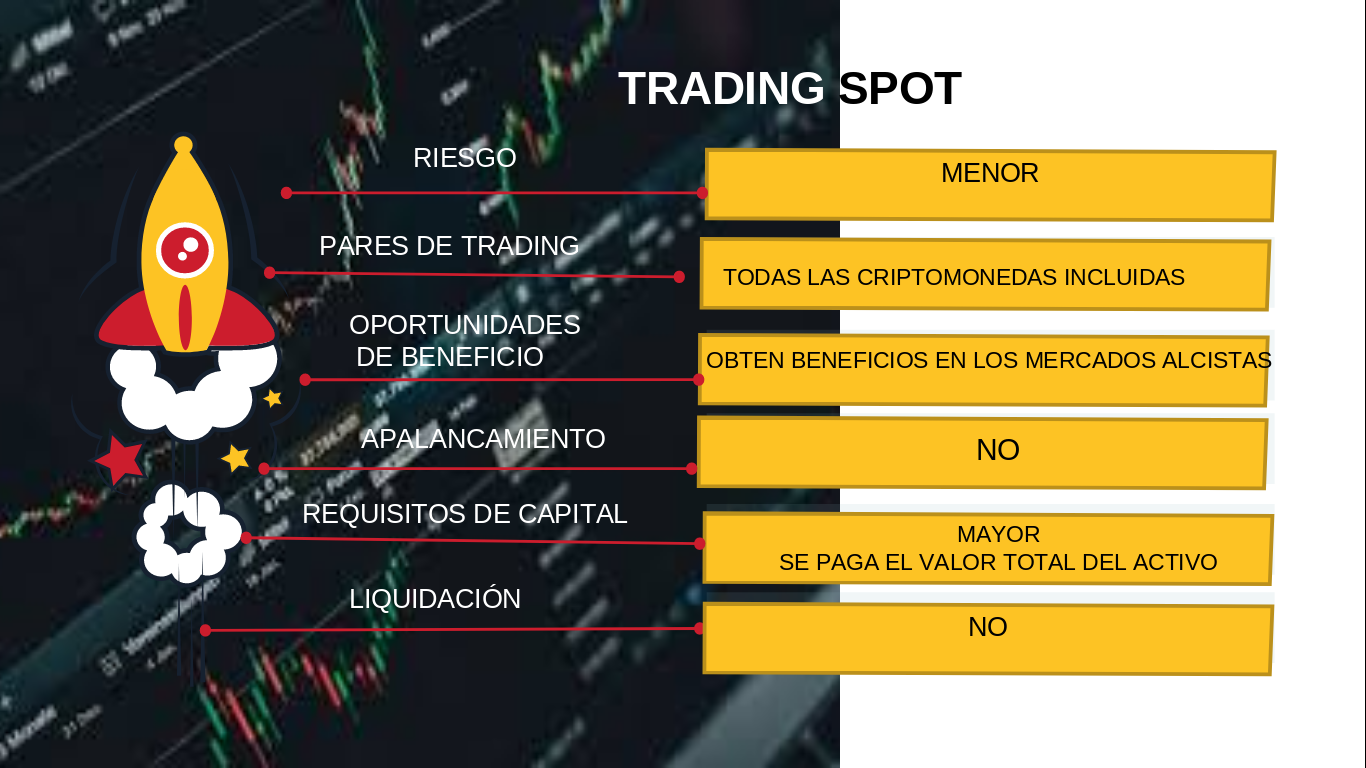 TRADING SPOT
RIESGO
MENOR
PARES DE TRADING
TODAS LAS CRIPTOMONEDAS INCLUIDAS
OPORTUNIDADES
DE BENEFICIO
OBTEN BENEFICIOS EN LOS MERCADOS ALCISTAS
APALANCAMIENTO
NO
REQUISITOS DE CAPITAL
MAYOR
SE PAGA EL VALOR TOTAL DEL ACTIVO
LIQUIDACIÓN
NO